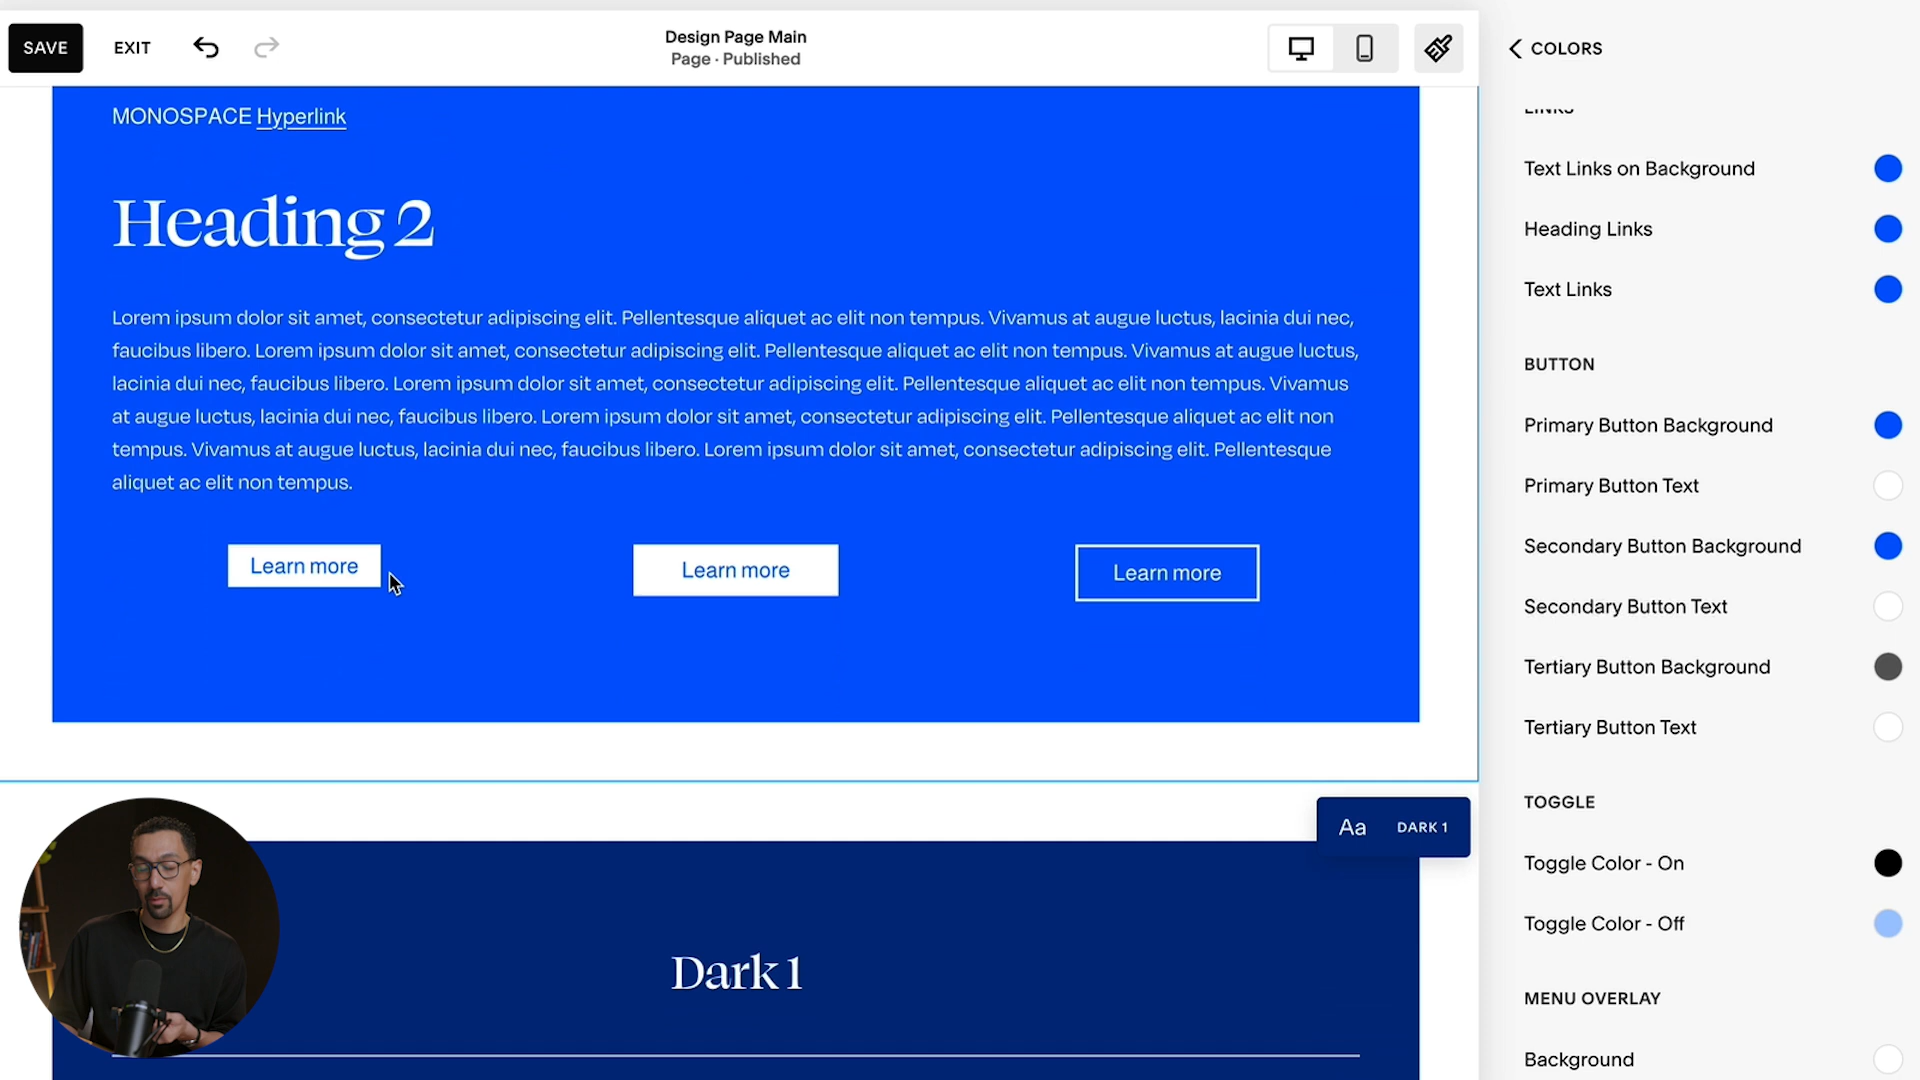 SAVE
EXIT
Design Page Main
Page · Published
COLORS
MONOSPACE Hyperlink
Heading 2
Lorem ipsum dolor sit amet, consectetur adipiscing elit. Pellentesque aliquet ac elit non tempus. Vivamus at augue luctus, lacinia dui nec,
faucibus libero. Lorem ipsum dolor sit amet, consectetur adipiscing elit. Pellentesque aliquet ac elit non tempus. Vivamus at augue luctus,
lacinia dui nec, faucibus libero. Lorem ipsum dolor sit amet, consectetur adipiscing elit. Pellentesque aliquet ac elit non tempus. Vivamus
at augue luctus, lacinia dui nec, faucibus libero. Lorem ipsum dolor sit amet, consectetur adipiscing elit. Pellentesque aliquet ac elit non
tempus. Vivamus at augue luctus, lacinia dui nec, faucibus libero. Lorem ipsum dolor sit amet, consectetur adipiscing elit. Pellentesque
aliquet ac elit non tempus.
Learn more
Learn more
Learn more
Aa DARK 1
Dark 1
LINKS
Text Links on Background
Heading Links
Text Links
BUTTON
Primary Button Background
Primary Button Text
Secondary Button Background
Secondary Button Text
Tertiary Button Background
Tertiary Button Text
TOGGLE
Toggle Color - On
Toggle Color - Off
MENU OVERLAY
Background